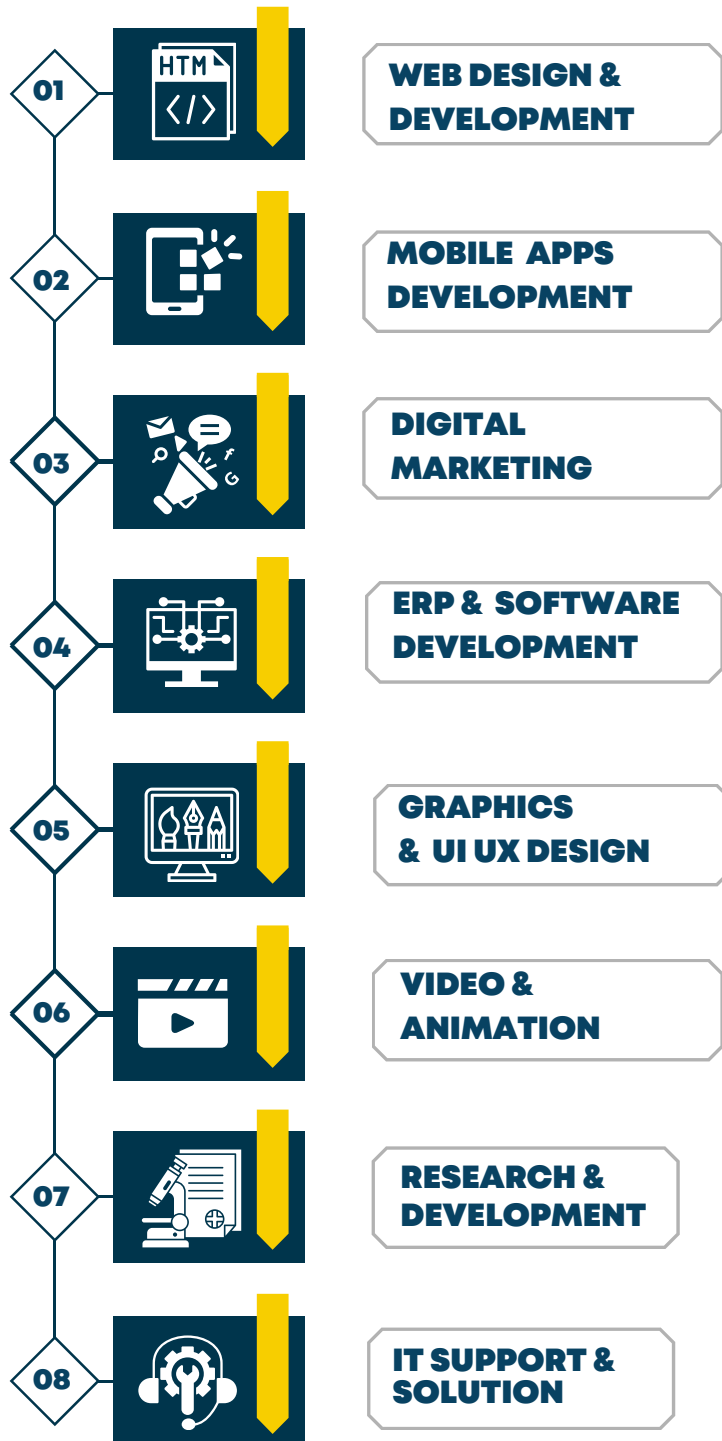 01
HTM
</>
WEB DESIGN &
DEVELOPMENT
02
MOBILE APPS
DEVELOPMENT
03
f
G
DIGITAL
MARKETING
04
ERP & SOFTWARE
DEVELOPMENT
05
GRAPHICS
& UI UX DESIGN
06
VIDEO &
ANIMATION
07
RESEARCH &
DEVELOPMENT
08
IT SUPPORT &
SOLUTION